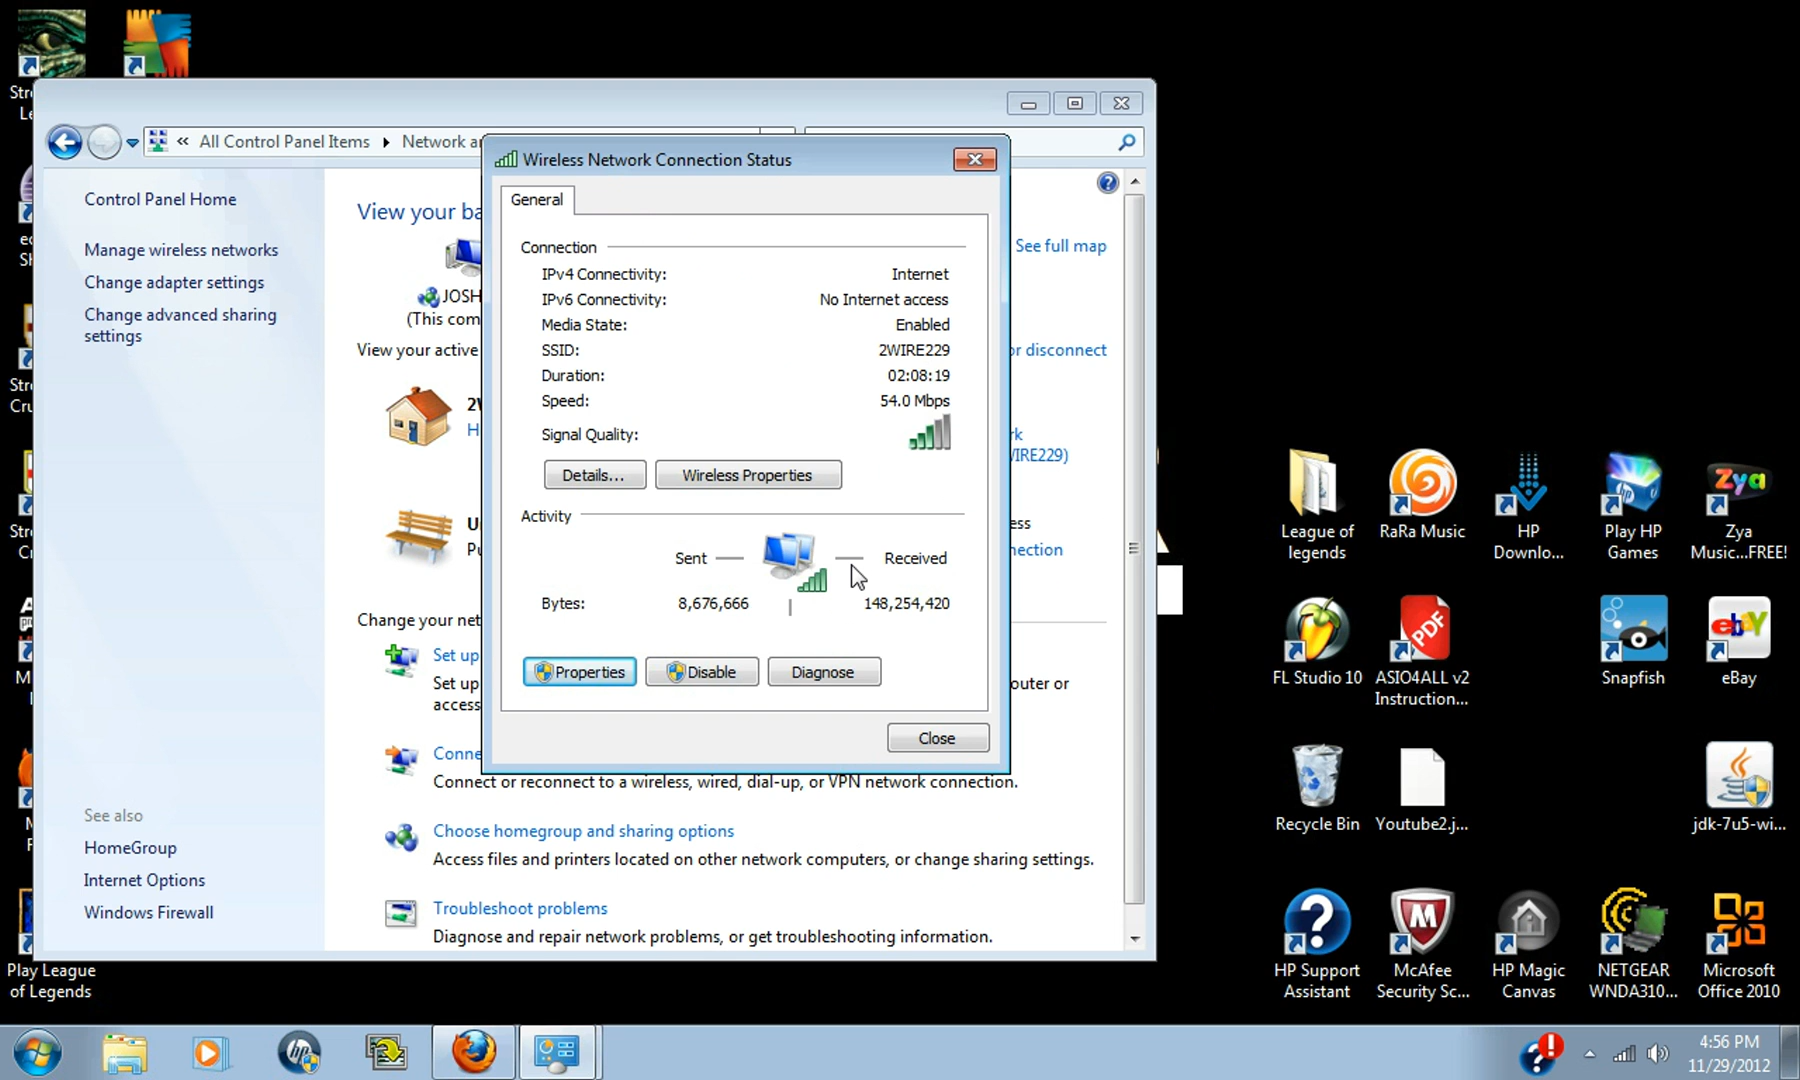 All Control Panel Items
Wireless Network Connection Status
Control Panel Home
Manage wireless networks
Change adapter settings
Change advanced sharing
settings
See also
HomeGroup
Internet Options
Windows Firewall
View your
See full map
(This
View your active
or disconnect
Change your
Set up
Set up
outer or
access
Connect or reconnect to a wireless, wired, dial-up, or VPN network connection.
Choose homegroup and sharing options
Access files and printers located on other network computers, or change sharing settings.
Troubleshoot problems
Diagnose and repair network problems, or get troubleshooting information.
General
Connection
IPv4 Connectivity: Internet
IPv6 Connectivity: No Internet access
Media State: Enabled
SSID: 2WIRE229
Duration: 02:08:19
Speed: 54.0 Mbps
Signal Quality:
Details...
Wireless Properties
Activity
Sent
Received
Bytes: 8,676,666 148,254,420
Properties
Disable
Diagnose
Close
League of
legends
RaRa Music
HP
Downlo...
Play HP
Games
Zya
Zya
Music...FREE!
FL Studio 10
PDF
ASIO4ALL v2
Instruction...
Snapfish
ebY
eBay
Recycle Bin
Youtube2.j...
jdk-7u5-wi...
HP Support
Assistant
McAfee
Security Sc...
HP Magic
Canvas
NETGEAR
WNDA310...
Microsoft
Office 2010
Play League
of Legends
4:56 PM
11/29/2012